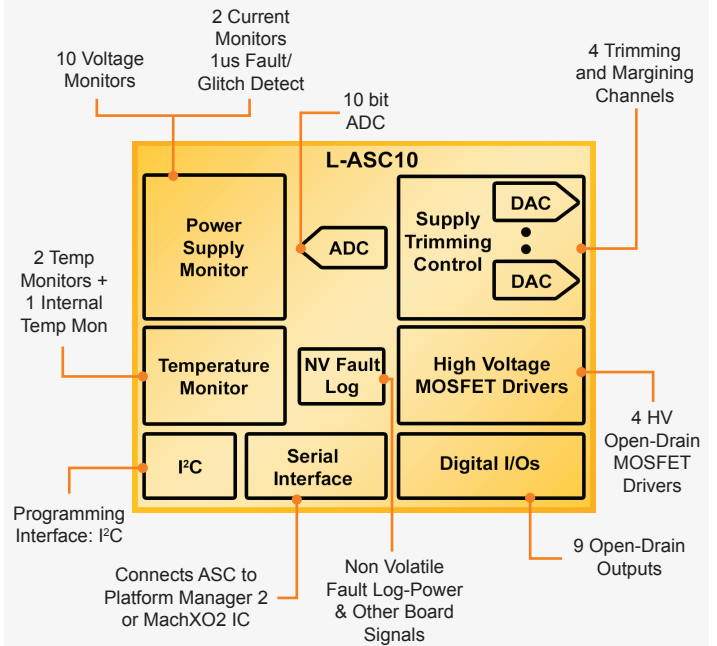 2 Current
Monitors
1us Fault/
Glitch Detect
10 Voltage
Monitors
10 bit
ADC
4 Trimming
and Margining
Channels
L-ASC10
Power
Supply
Monitor
ADC
Supply
Trimming
Control
DAC
DAC
2 Temp
Monitors +
1 Internal
Temp Mon
Temperature
Monitor
NV Fault
Log
High Voltage
MOSFET Drivers
4 HV
Open-Drain
MOSFET
Drivers
I²C
Serial
Interface
Digital I/Os
Programming
Interface: I²C
Connects ASC to
Platform Manager 2
or MachXO2 IC
Non Volatile
Fault Log-Power
& Other Board
Signals
9 Open-Drain
Outputs